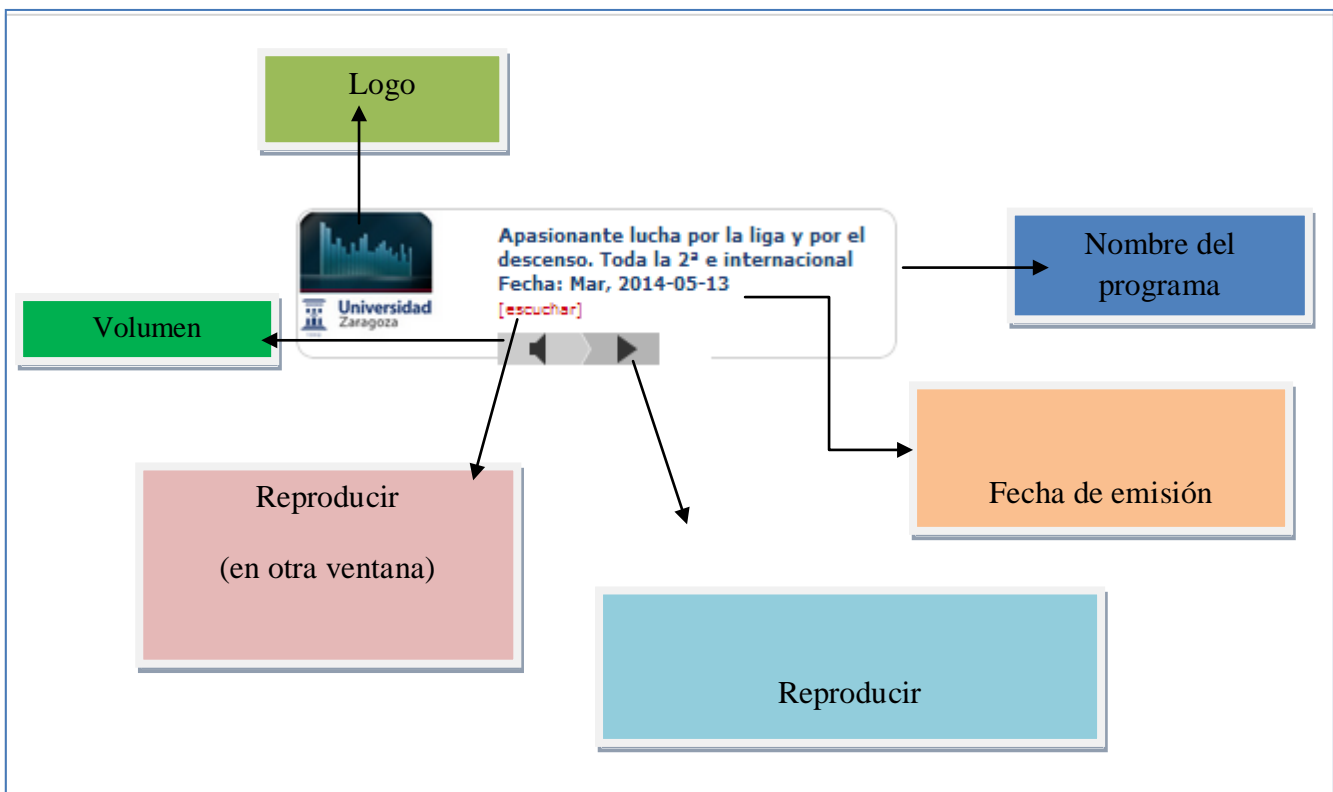 Logo
Apasionante lucha por la liga y por el
descenso. Toda la 2ª e internacional
Fecha: Mar, 2014-05-13
[escuchar]
Universidad
Zaragoza
Nombre del
programa
Volumen
Fecha de emisión
Reproducir
(en otra ventana)
Reproducir